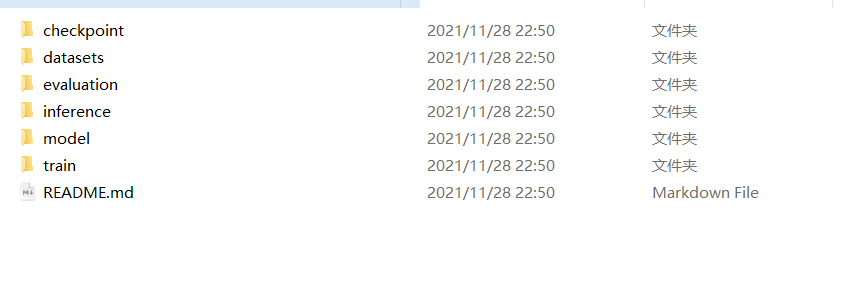 checkpoint 2021/11/28 22:50 文件夹
datasets 2021/11/28 22:50 文件夹
evaluation 2021/11/28 22:50 文件夹
inference 2021/11/28 22:50 文件夹
model 2021/11/28 22:50 文件夹
train 2021/11/28 22:50 文件夹
README.md 2021/11/28 22:50 Markdown File